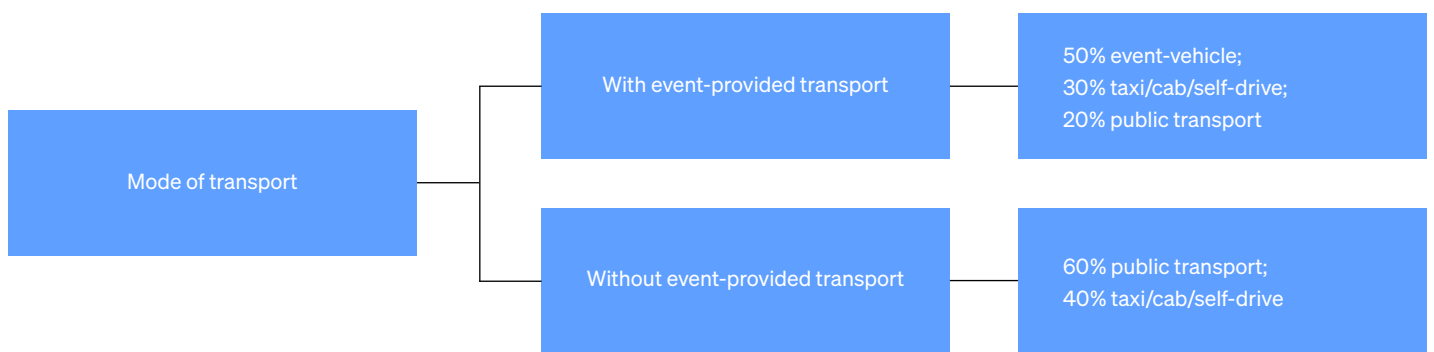 Mode of transport
With event-provided transport
50% event-vehicle;
30% taxi/cab/self-drive;
20% public transport
Without event-provided transport
60% public transport;
40% taxi/cab/self-drive